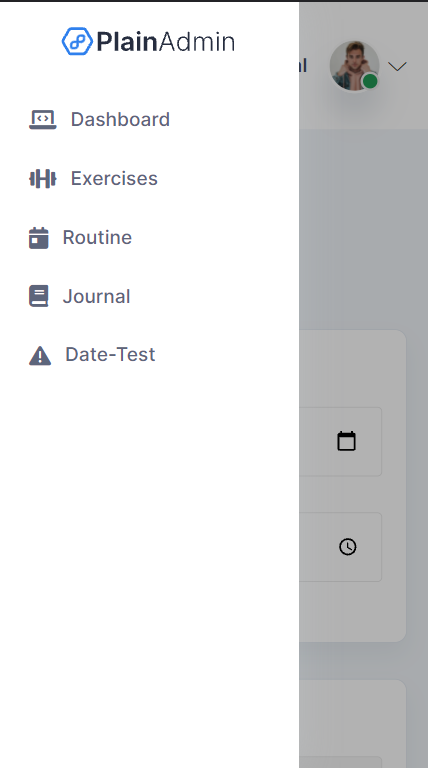 PlainAdmin
Dashboard
Exercises
Routine
Journal
Date-Test